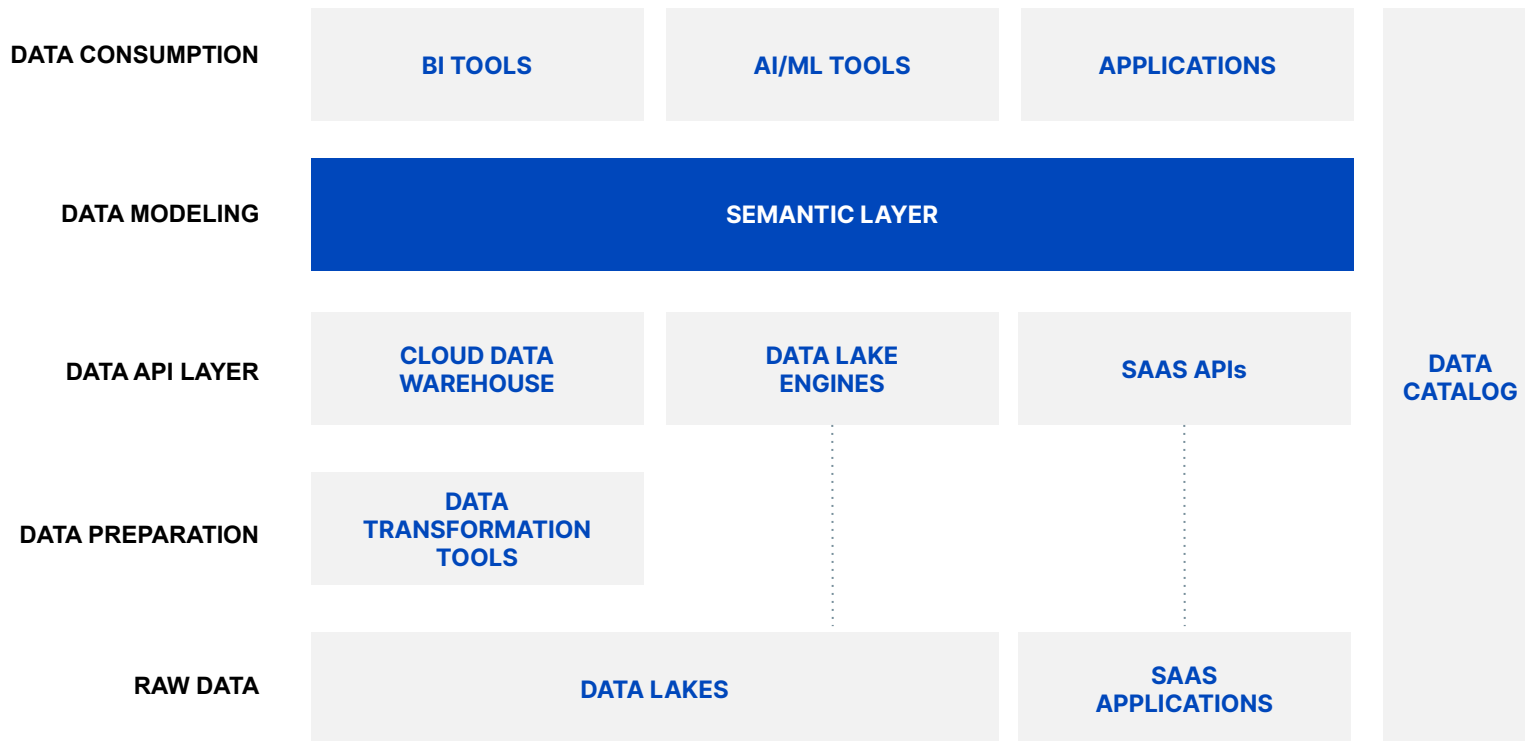 DATA CONSUMPTION
BI TOOLS
AI/ML TOOLS
APPLICATIONS
DATA MODELING
SEMANTIC LAYER
DATA API LAYER
CLOUD DATA
WAREHOUSE
DATA LAKE
ENGINES
SAAS APIs
DATA
CATALOG
DATA PREPARATION
DATA
TRANSFORMATION
TOOLS
RAW DATA
DATA LAKES
SAAS
APPLICATIONS